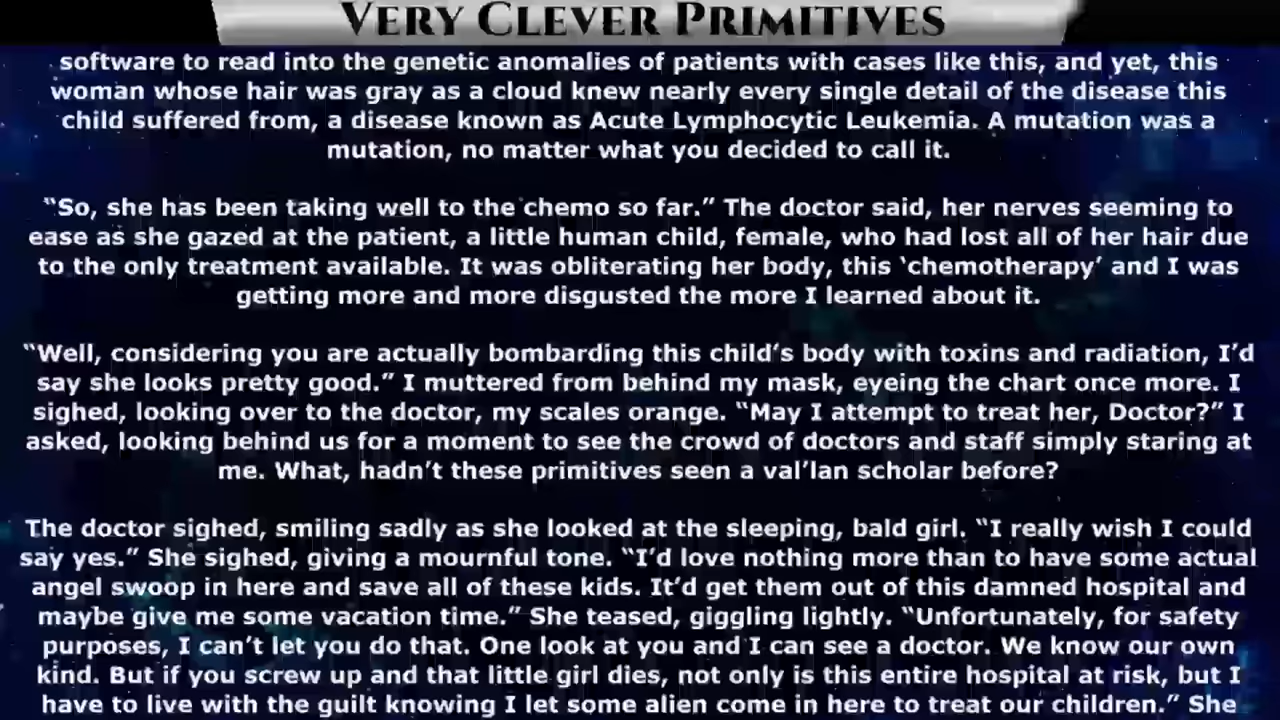 VERY CLEVER PRIMITIVES
software to read into the genetic anomalies of patients with cases like this, and yet, this
woman whose hair was gray as a cloud knew nearly every single detail of the disease this
child suffered from, a disease known as Acute Lymphocytic Leukemia. A mutation was a
mutation, no matter what you decided to call it.
“So, she has been taking well to the chemo so far.” The doctor said, her nerves seeming to
ease as she gazed at the patient, a little human child, female, who had lost all of her hair due
to the only treatment available. It was obliterating her body, this ‘chemotherapy’ and I was
getting more and more disgusted the more I learned about it.
“Well, considering you are actually bombarding this child’s body with toxins and radiation, I’d
say she looks pretty good.” I muttered from behind my mask, eyeing the chart once more. I
sighed, looking over to the doctor, my scales orange. “May I attempt to treat her, Doctor?” I
asked, looking behind us for a moment to see the crowd of doctors and staff simply staring at
me. What, hadn’t these primitives seen a val’lan scholar before?
The doctor sighed, smiling sadly as she looked at the sleeping, bald girl. “I really wish I could
say yes.” She sighed, giving a mournful tone. “I’d love nothing more than to have some actual
angel swoop in here and save all of these kids. It’d get them out of this damned hospital and
maybe give me some vacation time.” She teased, giggling lightly. “Unfortunately, for safety
purposes, I can’t let you do that. One look at you and I can see a doctor. We know our own
kind. But if you screw up and that little girl dies, not only is this entire hospital at risk, but I
have to live with the guilt knowing I let some alien come in here to treat our children.” She